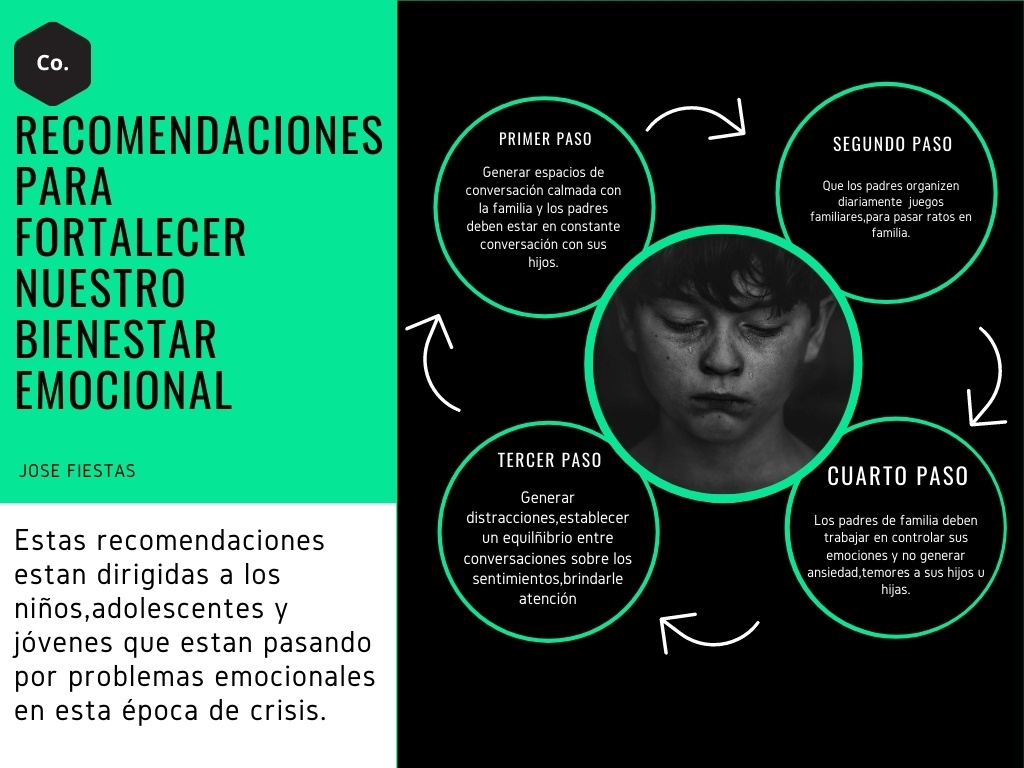 Co.
RECOMENDACIONES
PARA
FORTALECER
NUESTRO
BIENESTAR
EMOCIONAL
JOSE FIESTAS
Estas recomendaciones
estan dirigidas a los
niños,adolescentes y
jóvenes que estan pasando
por problemas emocionales
en esta época de crisis.
PRIMER PASO
Generar espacios de
conversación calmada con
la familia y los padres
deben estar en constante
conversación con sus
hijos.
SEGUNDO PASO
Que los padres organizen
diariamente juegos
familiares,para pasar ratos en
familia.
TERCER PASO
Generar
distracciones,establecer
un equilñibrio entre
conversaciones sobre los
sentimientos,brindarle
atención
CUARTO PASO
Los padres de familia deben
trabajar en controlar sus
emociones y no generar
ansiedad,temores a sus hijos u
hijas.